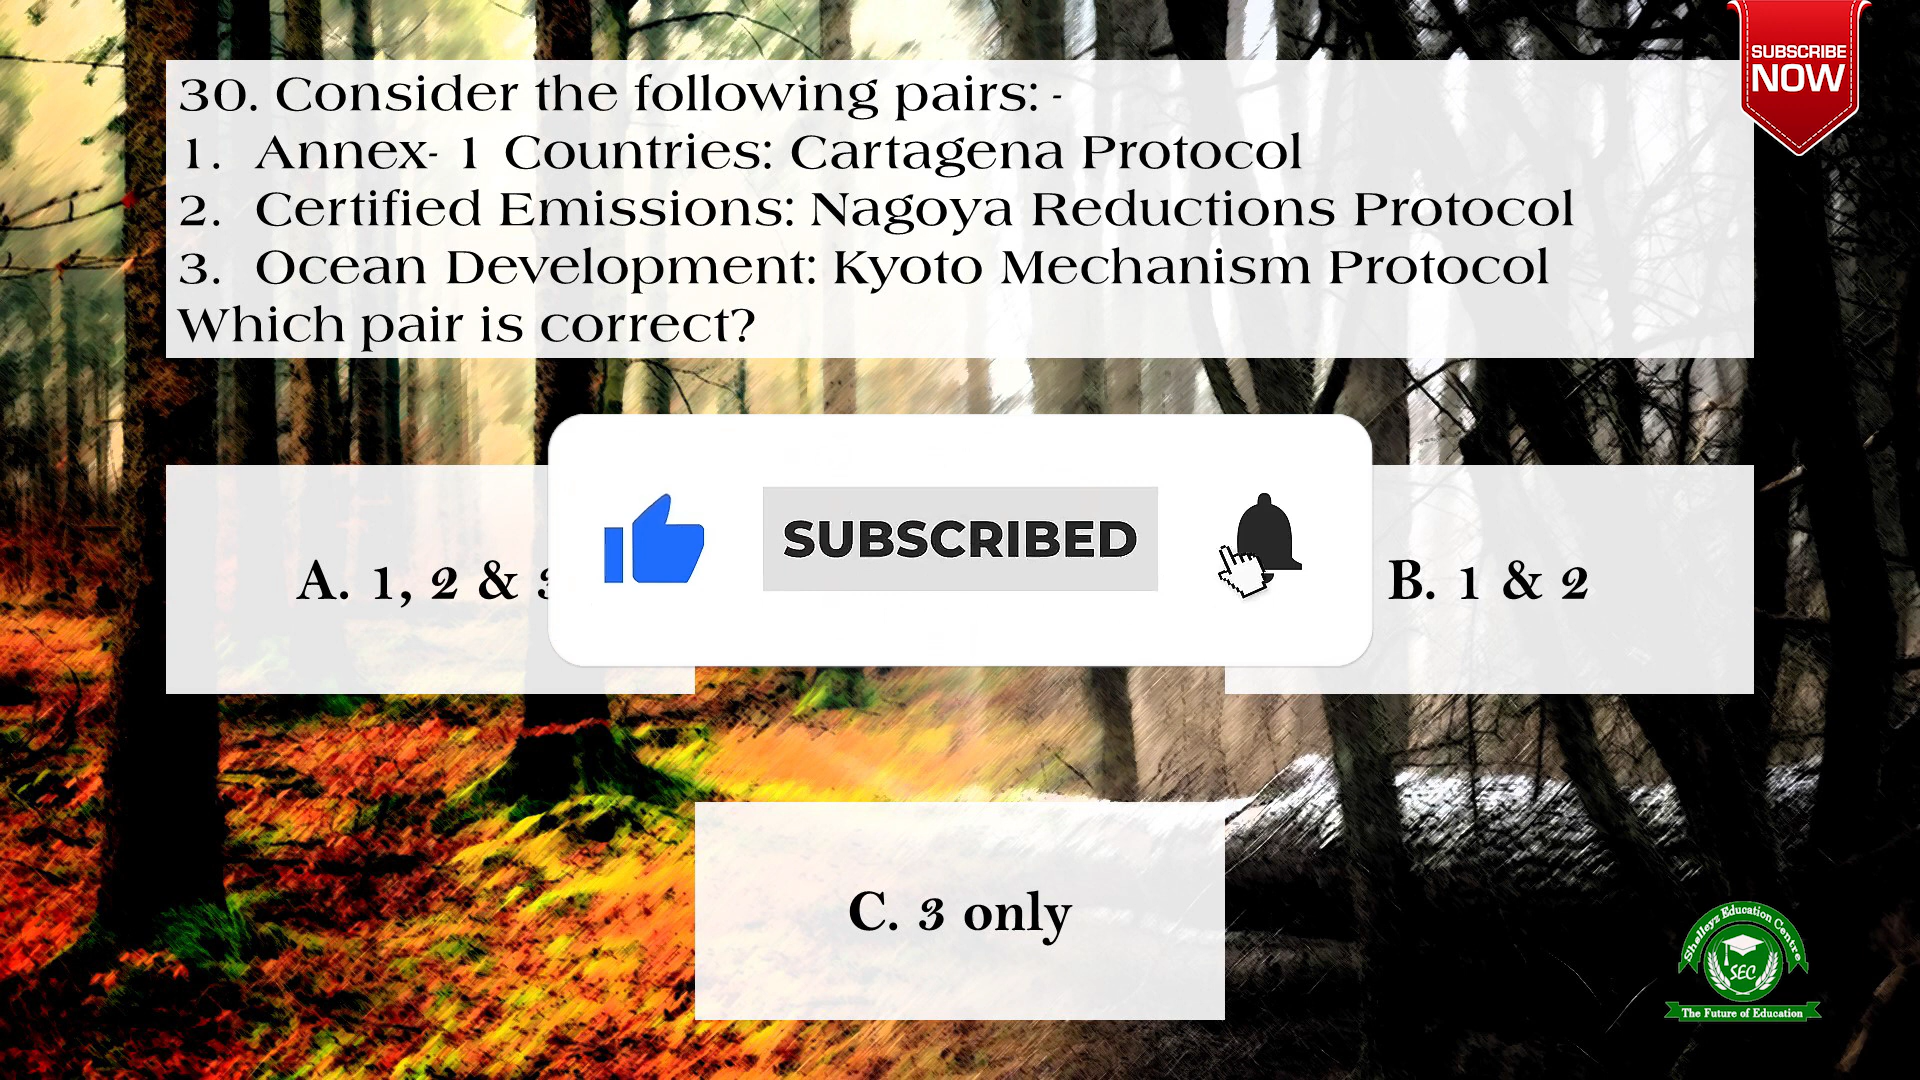 SUBSCRIBE
NOW
30. Consider the following pairs: -
1. Annex- 1 Countries: Cartagena Protocol
2. Certified Emissions: Nagoya Reductions Protocol
3. Ocean Development: Kyoto Mechanism Protocol
Which pair is correct?
A. 1, 2 &
SUBSCRIBED
B. 1 & 2
C. 3 only
Shelleyz Education Centre
SEC
The Future of Education